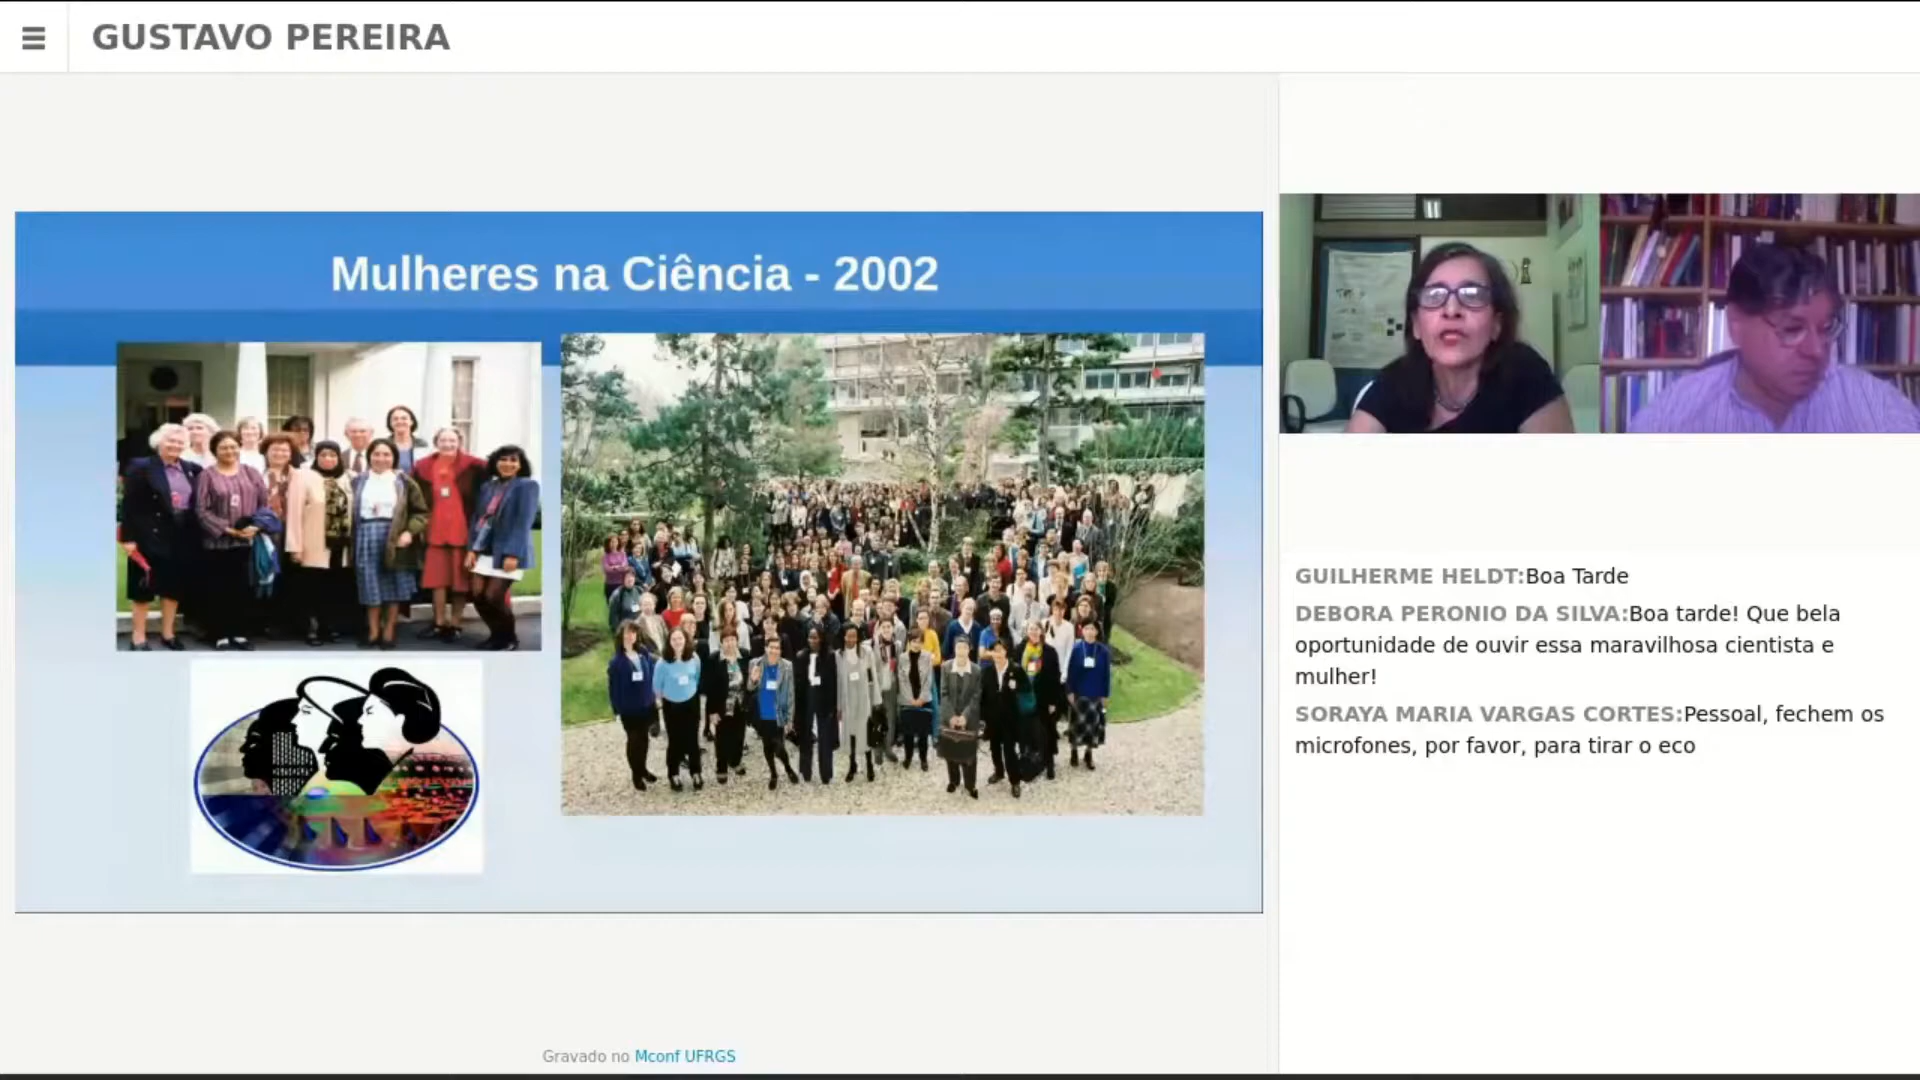 GUSTAVO PEREIRA
Mulheres na Ciência - 2002
GUILHERME HELDT:Boa Tarde
DEBORA PERONIO DA SILVA:Boa tarde! Que bela
oportunidade de ouvir essa maravilhosa cientista e
mulher!
SORAYA MARIA VARGAS CORTES:Pessoal, fechem os
microfones, por favor, para tirar o eco
Gravado no Mconf UFRGS